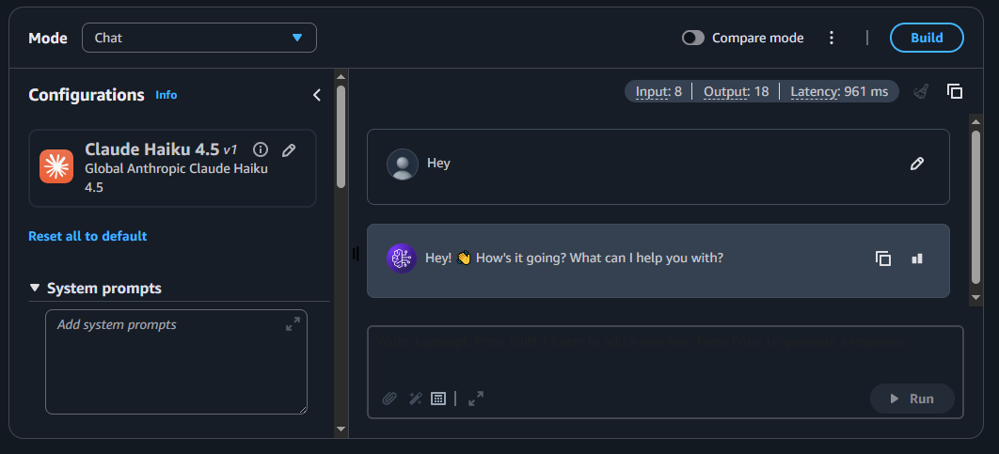 Mode
Chat
Compare mode
Build
Configurations Info
Input: 8 Output: 18 Latency: 961 ms
Claude Haiku 4.5 v1
Global Anthropic Claude Haiku
4.5
Reset all to default
System prompts
Add system prompts
Hey
Hey! 👋 How's it going? What can I help you with?
Run